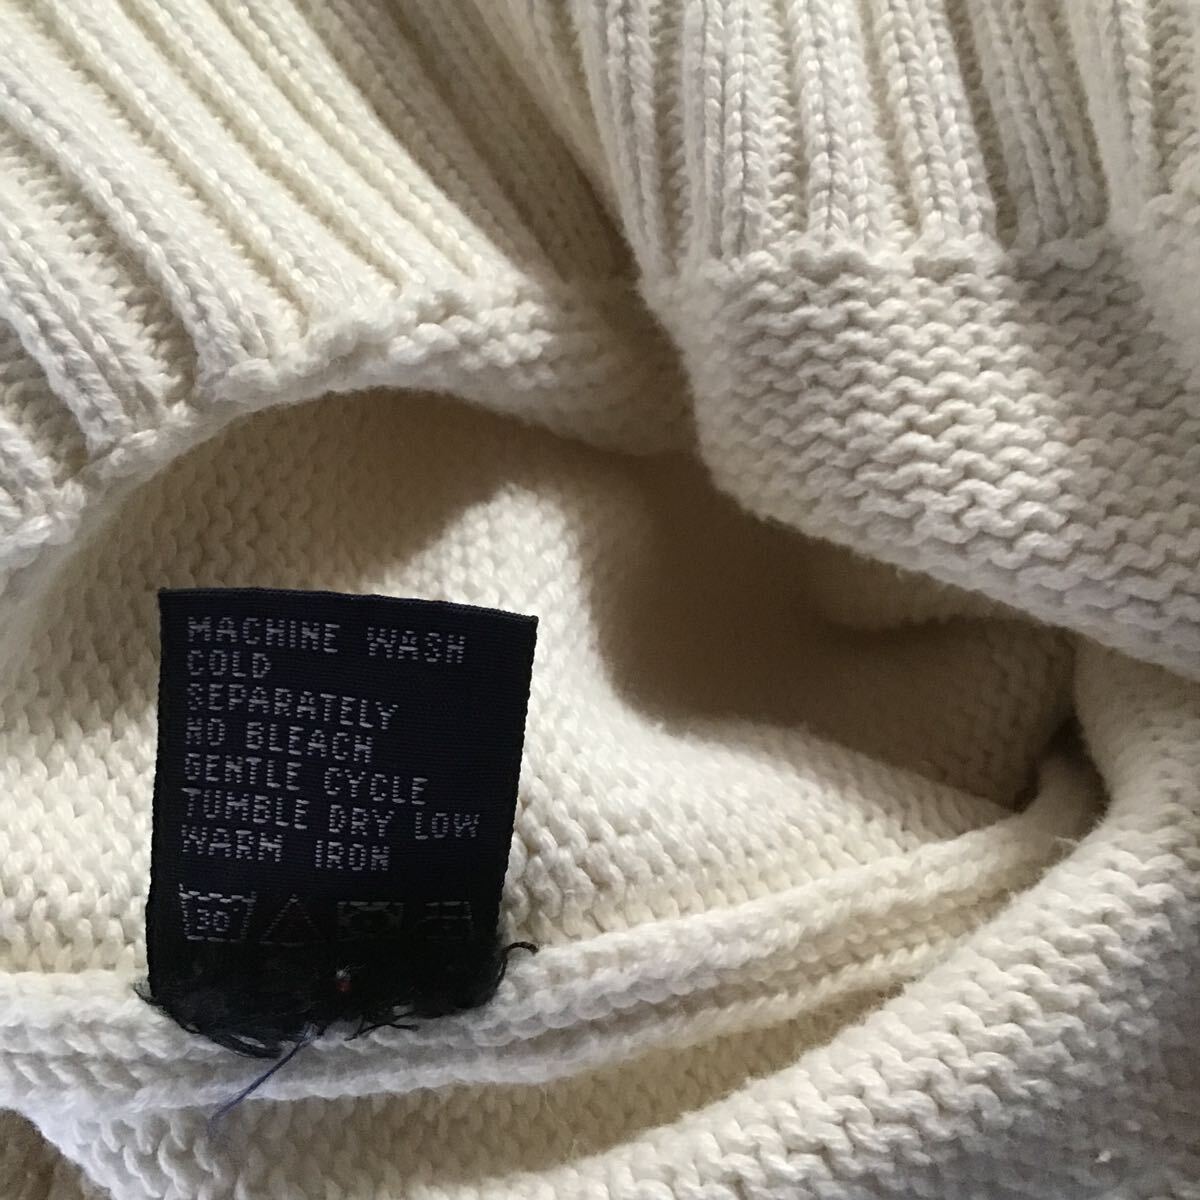 MACHINE WASH
COLD
SEPARATELY
NO BLEACH
GENTLE CYCLE
TUMBLE DRY LOW
WARM IRON
30